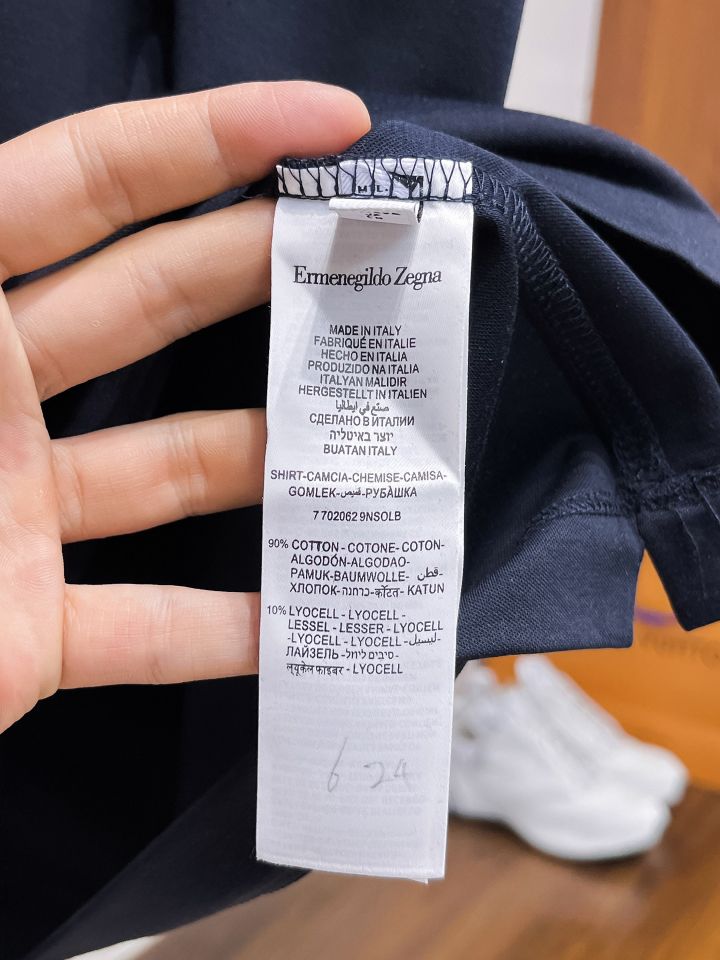 M L
Ermenegildo Zegna
MADE IN ITALY
FABRIQUÉ EN ITALIE
HECHO EN ITALIA
PRODUZIDO NA ITALIA
ITALYAN MALIDIR
HERGESTELLT IN ITALIEN
صنع في ايطاليا
СДЕЛАНО В ИТАЛИИ
יוצר באיטליה
BUATAN ITALY
SHIRT-CAMCIA-CHEMISE-CAMISA-
GOMLEK-قميص-РУБАШКА
7 702062 9NSOLB
90% COTTON - COTONE- COTON-
ALGODÓN-ALGODAO-
PAMUK-BAUMWOLLE- قطن-
ХЛОПОК-כותנה-कॉटत- KATUN
10% LYOCELL - LYOCELL -
LESSEL - LESSER - LYOCELL
-LYOCELL - LYOCELL-ليسيل-
ЛАЙЗЕЛЬ-סיבים ליוזל-
ल्यूकेल फाइबर - LYOCELL
6 24